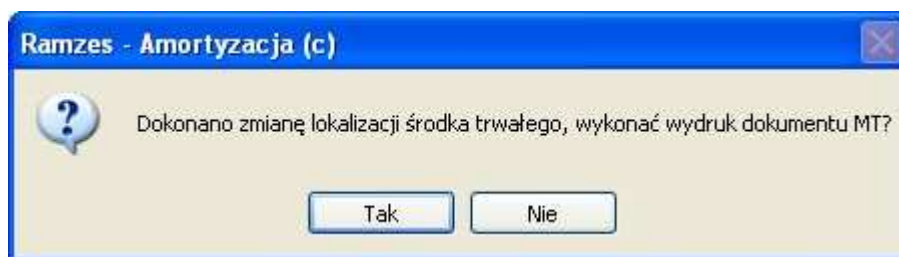 Ramzes - Amortyzacja (c)
Dokonano zmianę lokalizacji środka trwałego, wykonać wydruk dokumentu MT?
Tak Nie